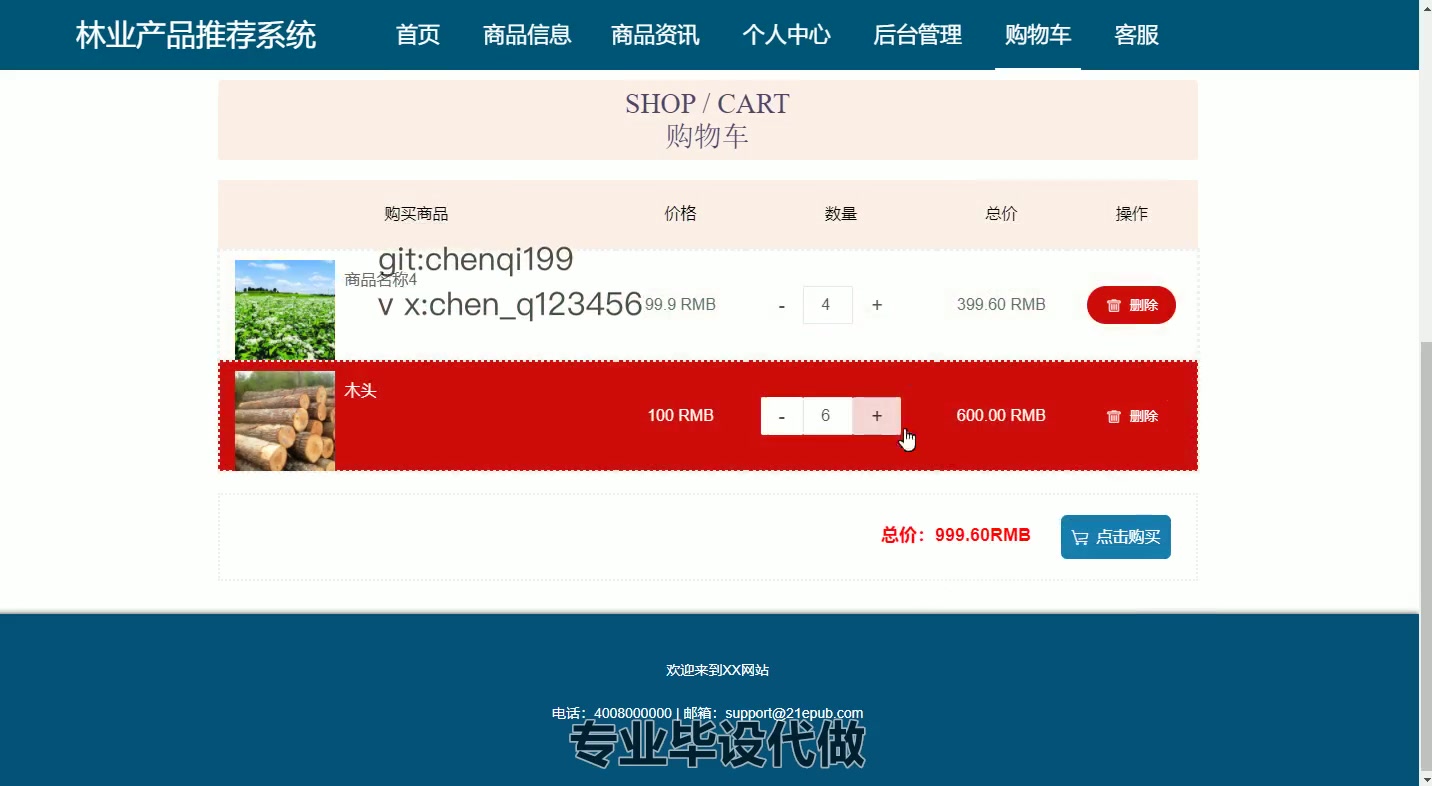 林业产品推荐系统 首页 商品信息 商品资讯 个人中心 后台管理 购物车 客服
SHOP / CART
购物车
购买商品 价格 数量 总价 操作
git:chenqi199
商品名称4
v x:chen_q123456
99.9 RMB - 4 + 399.60 RMB 删除
木头
100 RMB - 6 + 600.00 RMB 删除
总价：999.60RMB 点击购买
欢迎来到XX网站
电话：4008000000 | 邮箱：support@21epub.com
专业毕设代做